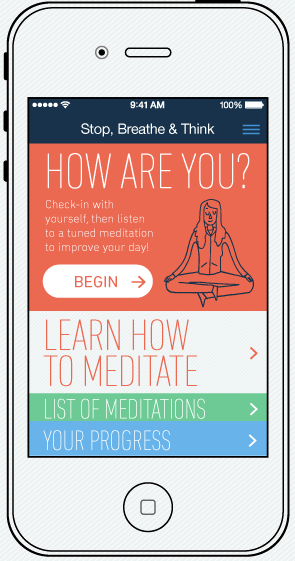 9:41 AM 100%
Stop, Breathe & Think
HOW ARE YOU?
Check-in with
yourself, then listen
to a tuned meditation
to improve your day!
BEGIN
LEARN HOW
TO MEDITATE
LIST OF MEDITATIONS
YOUR PROGRESS